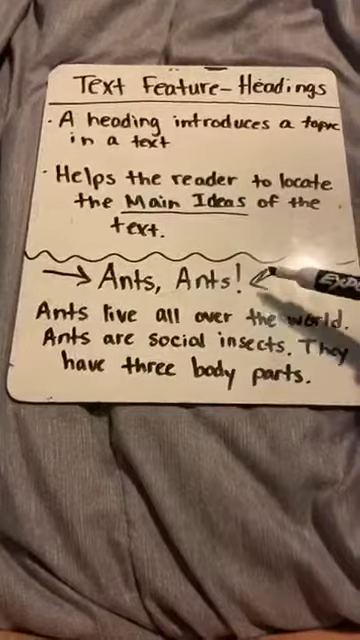 Text Feature - Headings
· A heading introduces a topic
in a text
· Helps the reader to locate
the Main Ideas of the
text.
→ Ants, Ants!
Ants live all over the world.
Ants are social insects. They
have three body parts.
EXPO